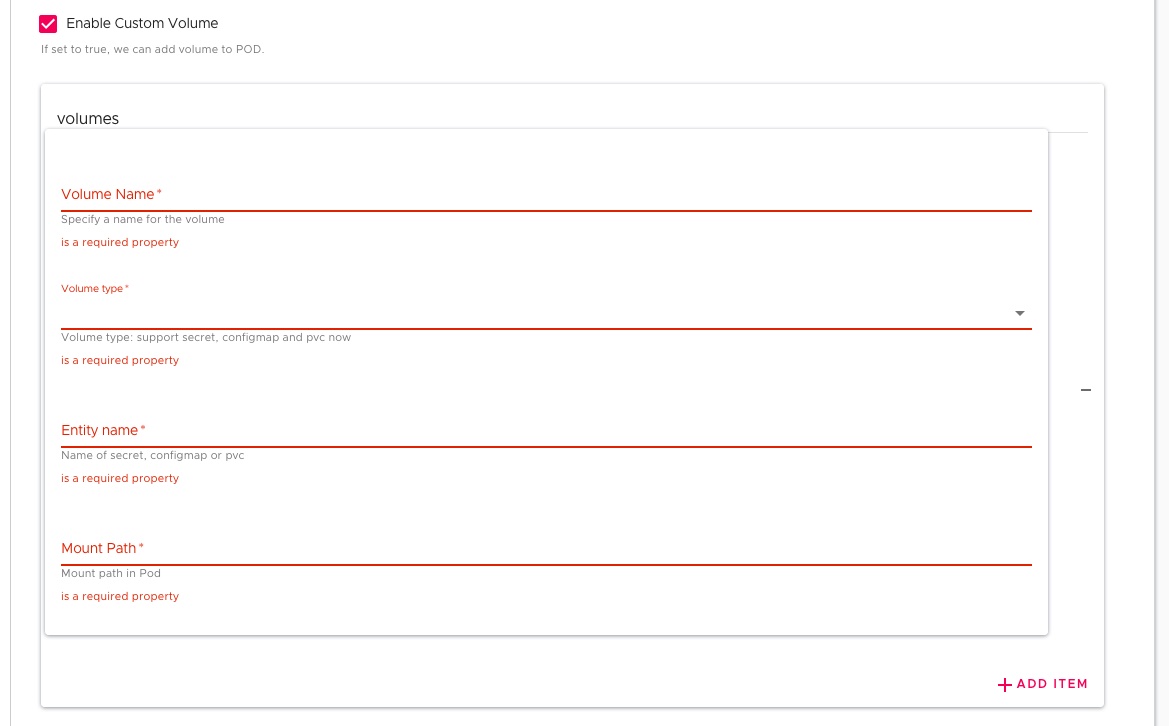 Enable Custom Volume
If set to true, we can add volume to POD.
volumes
Volume Name *
Specify a name for the volume
is a required property
Volume type *
Volume type: support secret, configmap and pvc now
is a required property
Entity name *
Name of secret, configmap or pvc
is a required property
Mount Path *
Mount path in Pod
is a required property
ADD ITEM